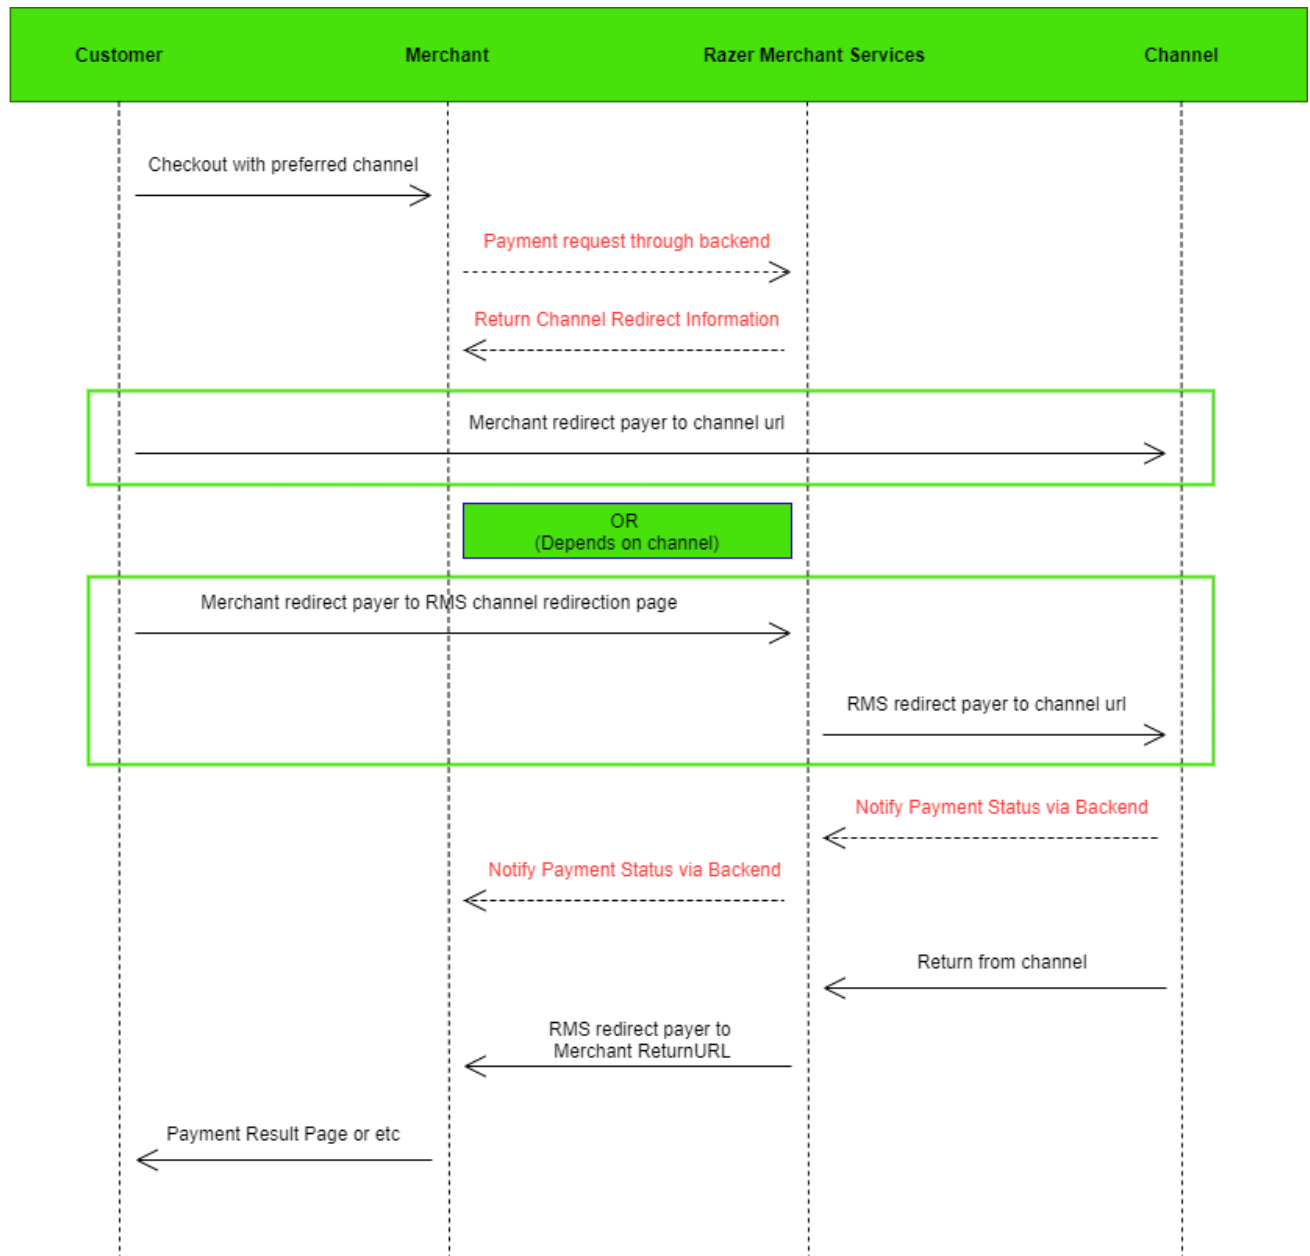 Customer
Merchant
Razer Merchant Services
Channel
Checkout with preferred channel
Payment request through backend
Return Channel Redirect Information
Merchant redirect payer to channel url
OR
(Depends on channel)
Merchant redirect payer to RMS channel redirection page
RMS redirect payer to channel url
Notify Payment Status via Backend
Notify Payment Status via Backend
Return from channel
RMS redirect payer to
Merchant ReturnURL
Payment Result Page or etc